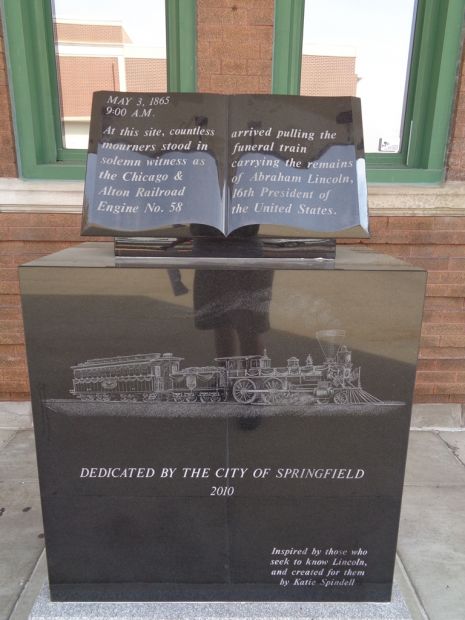 MAY 3, 1865
9:00 A.M.
At this site, countless
mourners stood in
solemn witness as
the Chicago &
Alton Railroad
Engine No. 58
arrived pulling the
funeral train
carrying the remains
of Abraham Lincoln,
16th President of
the United States.
DEDICATED BY THE CITY OF SPRINGFIELD
2010
Inspired by those who
seek to know Lincoln,
and created for them
by Katie Spindell